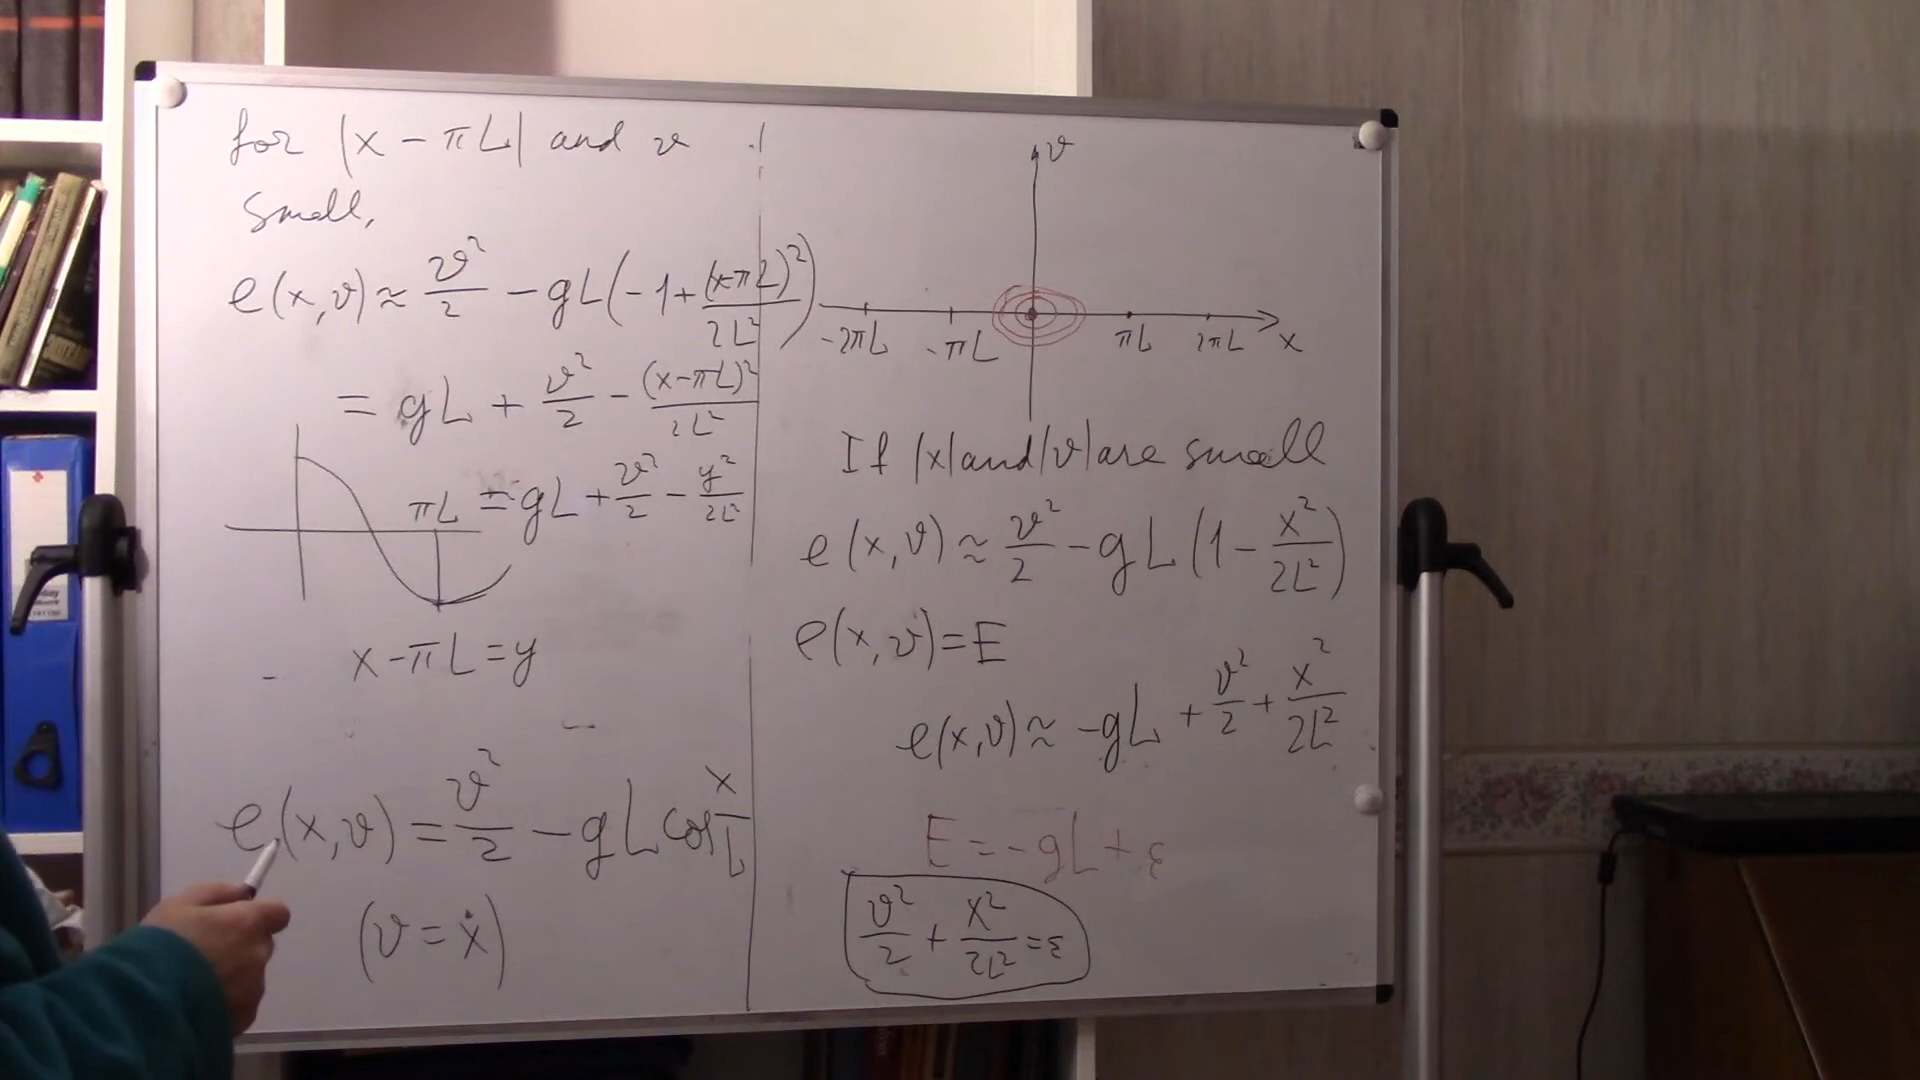 for |x - πL| and v
small,
e(x,v) ≈ v²/2 - gL(-1 + (x-πL)²/2L²)
= gL + v²/2 - (x-πL)²/2L²
πL = gL + v²/2 - y²/2L²
x - πL = y
e(x,v) = v²/2 - gL cos x/L
(v = ẋ)
v
-2πL -πL πL 2πL x
If |x| and |v| are small
e(x,v) ≈ v²/2 - gL(1 - x²/2L²)
e(x,v) = E
e(x,v) ≈ -gL + v²/2 + x²/2L²
E = -gL + ε
v²/2 + x²/2L² = ε